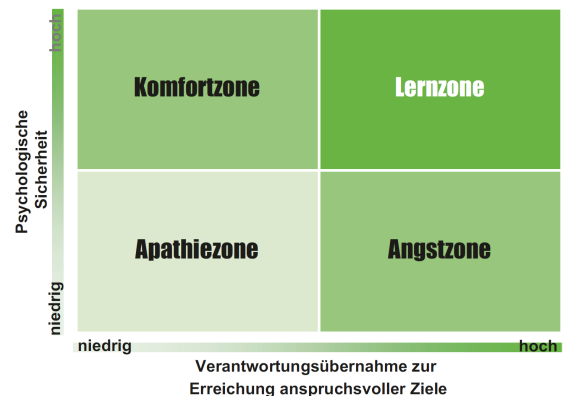 hoch
Psychologische
Sicherheit
niedrig
Komfortzone
Lernzone
Apathiezone
Angstzone
niedrig
hoch
Verantwortungsübernahme zur
Erreichung anspruchsvoller Ziele